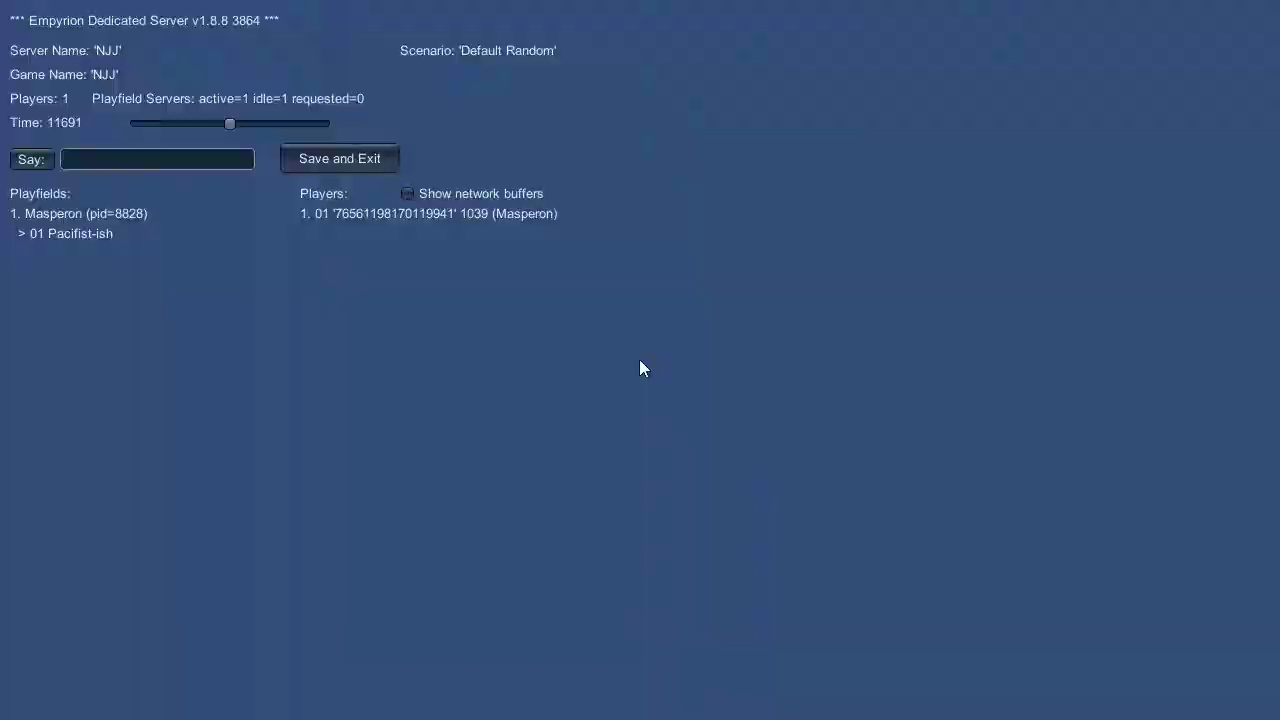 *** Empyrion Dedicated Server v1.8.8 3864 ***
Server Name: 'NJJ' Scenario: 'Default Random'
Game Name: 'NJJ'
Players: 1 Playfield Servers: active=1 idle=1 requested=0
Time: 11691
Say: Save and Exit
Playfields: Players: Show network buffers
1. Masperon (pid=8828) 1. 01 '76561198170119941' 1039 (Masperon)
> 01 Pacifist-ish